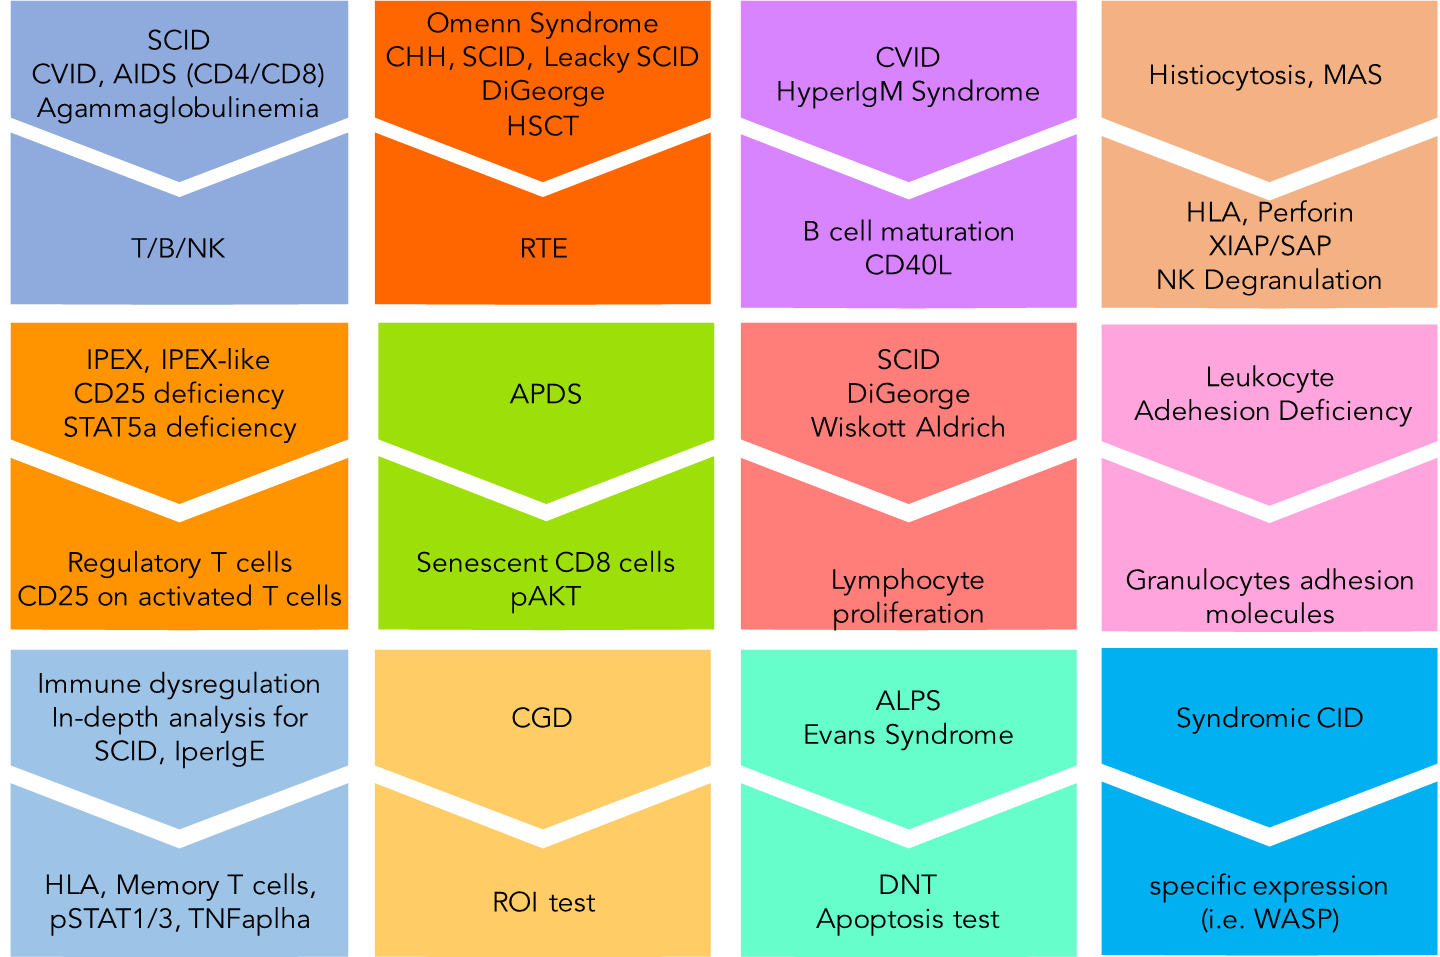 SCID
CVID, AIDS (CD4/CD8)
Agammaglobulinemia
T/B/NK
Omenn Syndrome
CHH, SCID, Leacky SCID
DiGeorge
HSCT
RTE
CVID
HyperIgM Syndrome
B cell maturation
CD40L
Histiocytosis, MAS
HLA, Perforin
XIAP/SAP
NK Degranulation
IPEX, IPEX-like
CD25 deficiency
STAT5a deficiency
Regulatory T cells
CD25 on activated T cells
APDS
Senescent CD8 cells
pAKT
SCID
DiGeorge
Wiskott Aldrich
Lymphocyte
proliferation
Leukocyte
Adehesion Deficiency
Granulocytes adhesion
molecules
Immune dysregulation
In-depth analysis for
SCID, IperIgE
HLA, Memory T cells,
pSTAT1/3, TNFaplha
CGD
ROI test
ALPS
Evans Syndrome
DNT
Apoptosis test
Syndromic CID
specific expression
(i.e. WASP)